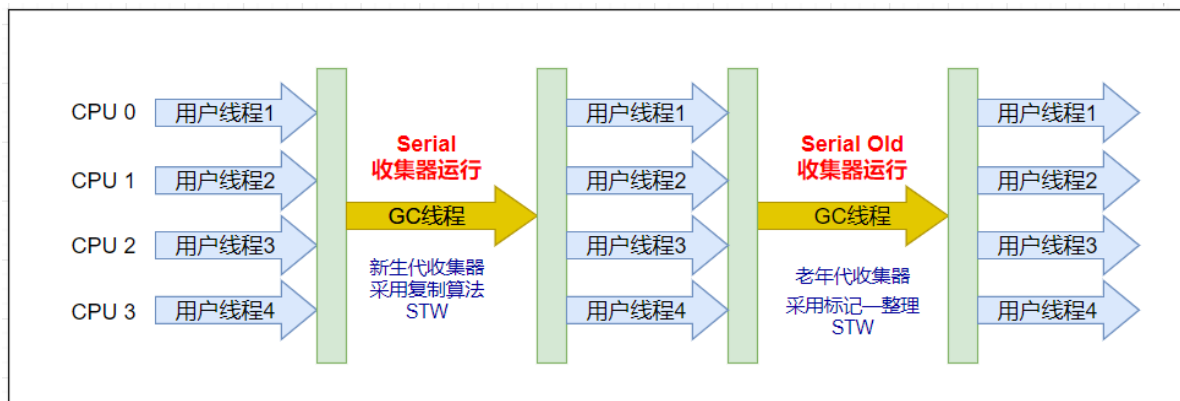 CPU 0
用户线程1
用户线程1
用户线程1
Serial
收集器运行
Serial Old
收集器运行
CPU 1
用户线程2
用户线程2
用户线程2
GC线程
GC线程
CPU 2
用户线程3
用户线程3
用户线程3
新生代收集器
采用复制算法
STW
老年代收集器
采用标记—整理
STW
CPU 3
用户线程4
用户线程4
用户线程4